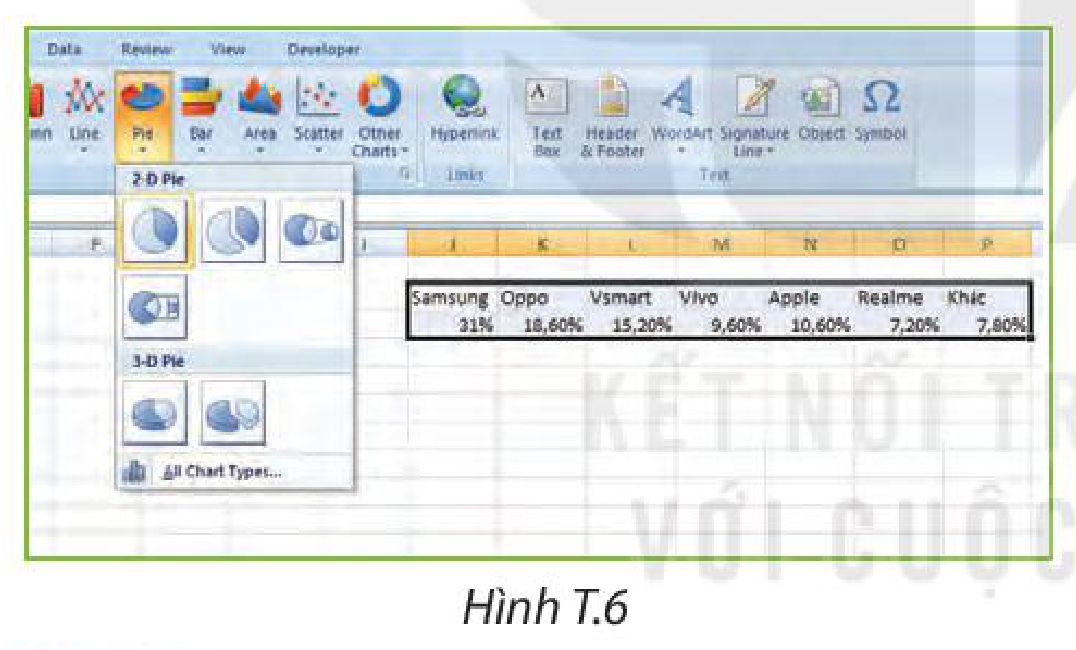 Data Review View Developer
Line Pie Bar Area Scatter Other Charts Hyperlink Text Box Header & Footer WordArt Signature Line Object Symbol
Links Text
2-D Pie
F I J K L M N O P
Samsung Oppo Vsmart Vivo Apple Realme Khác
31% 18,60% 15,20% 9,60% 10,60% 7,20% 7,80%
3-D Pie
All Chart Types...
KẾT NỐI TR
VỚI CUỘC
Hình T.6